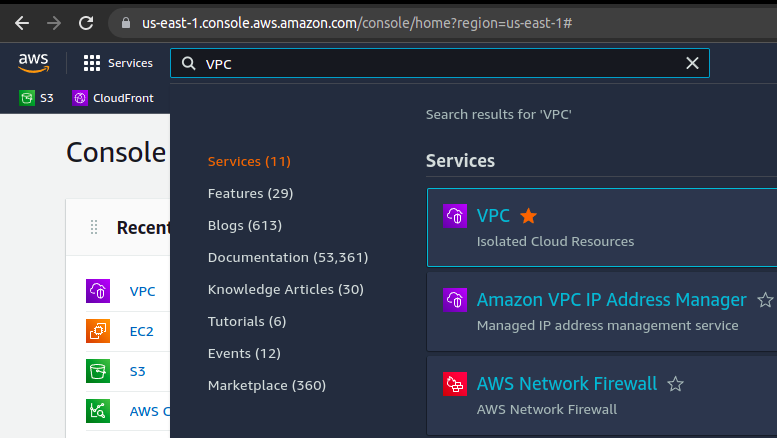 us-east-1.console.aws.amazon.com/console/home?region=us-east-1#
aws
Services
VPC
S3
CloudFront
Search results for 'VPC'
Console
Services (11)
Features (29)
Blogs (613)
Documentation (53,361)
Knowledge Articles (30)
Tutorials (6)
Events (12)
Marketplace (360)
Services
VPC
Isolated Cloud Resources
Amazon VPC IP Address Manager
Managed IP address management service
AWS Network Firewall
AWS Network Firewall
Recent
VPC
EC2
S3
AWS C